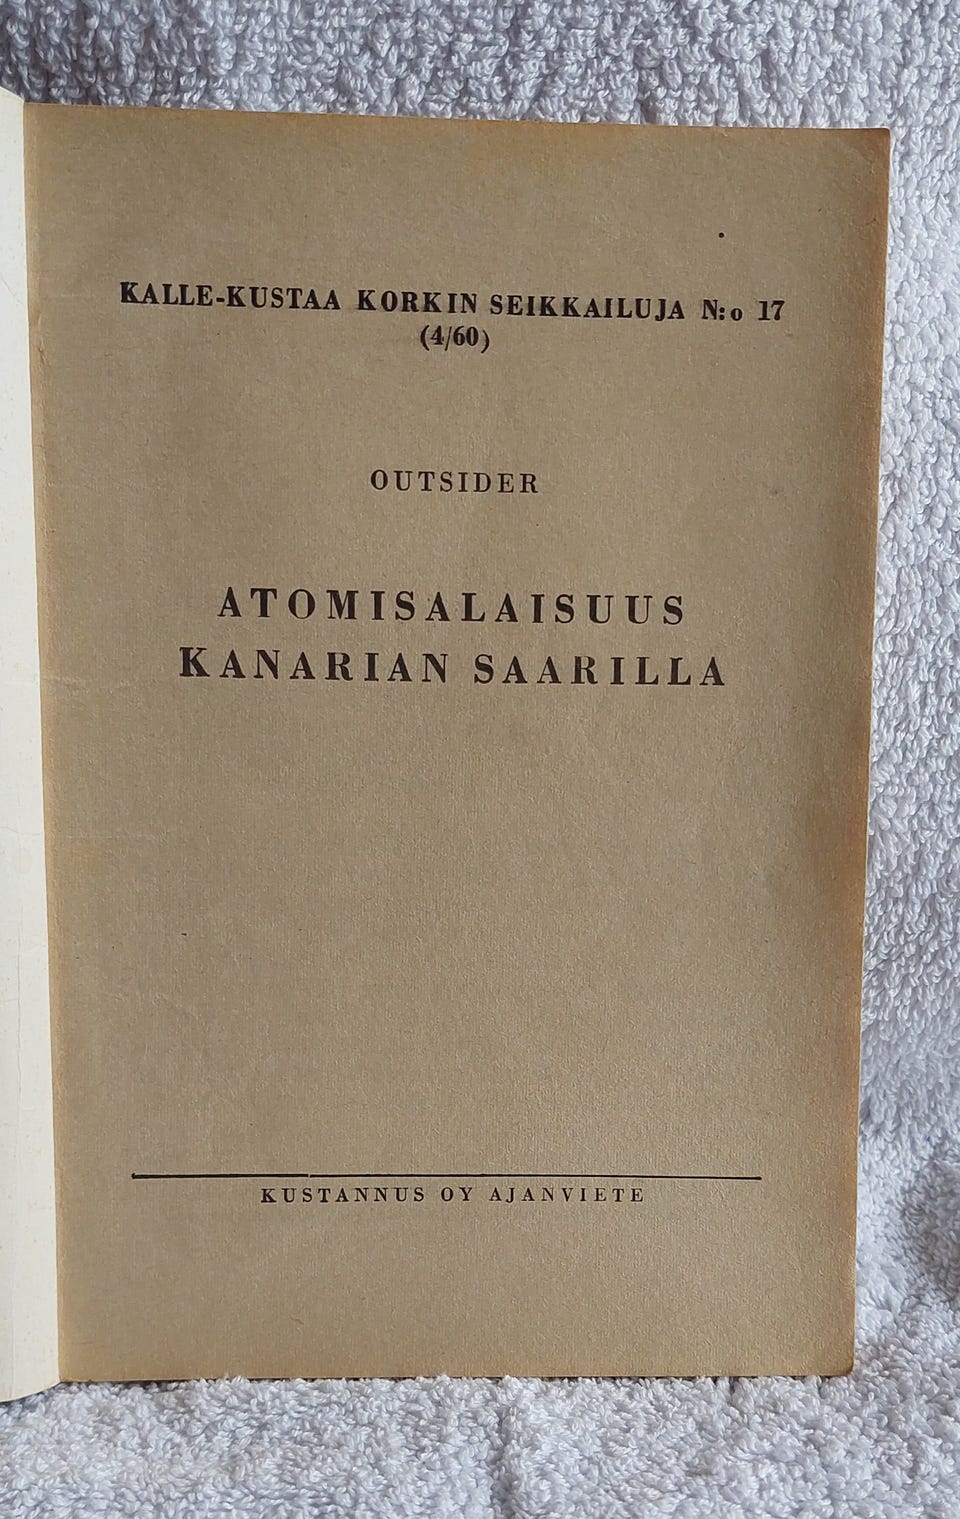 KALLE-KUSTAA KORKIN SEIKKAILUJA N:o 17
(4/60)
OUTSIDER
ATOMISALAISUUS
KANARIAN SAARILLA
KUSTANNUS OY AJANVIETE